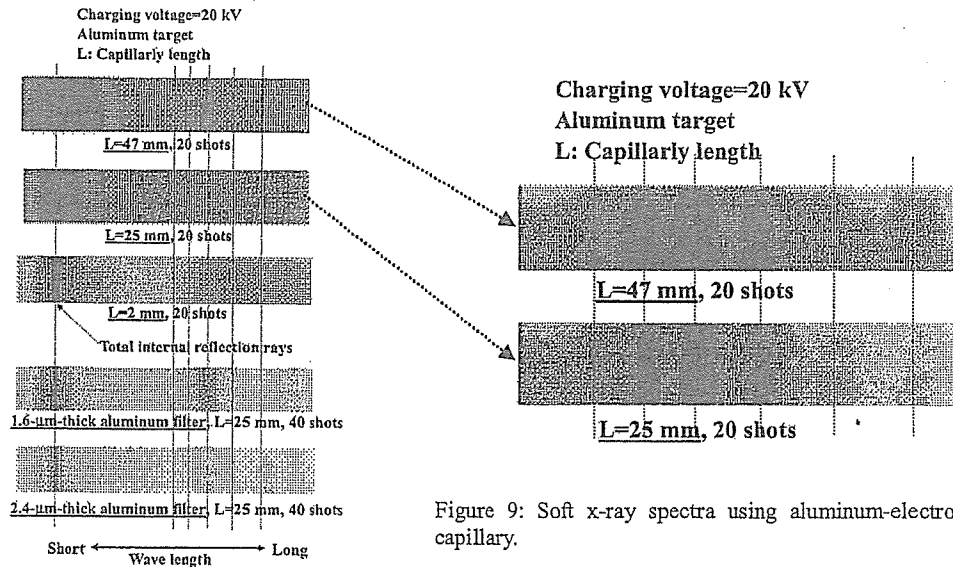 Charging voltage=20 kV
Aluminum target
L: Capillarly length
L=47 mm, 20 shots
L=25 mm, 20 shots
L=2 mm, 20 shots
Total internal reflection rays
1.6-μm-thick aluminum filter, L=25 mm, 40 shots
2.4-μm-thick aluminum filter, L=25 mm, 40 shots
Short Long
Wave length
Charging voltage=20 kV
Aluminum target
L: Capillarly length
L=47 mm, 20 shots
L=25 mm, 20 shots
Figure 9: Soft x-ray spectra using aluminum-electro
capillary.